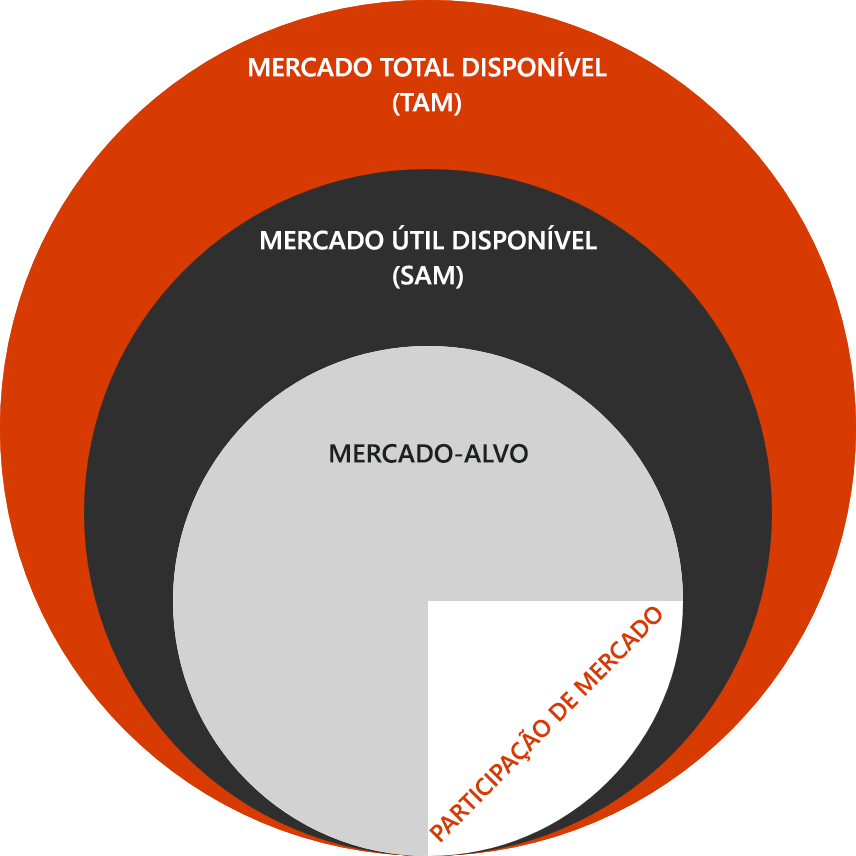 MERCADO TOTAL DISPONÍVEL
(TAM)
MERCADO ÚTIL DISPONÍVEL
(SAM)
MERCADO-ALVO
PARTICIPAÇÃO DE MERCADO